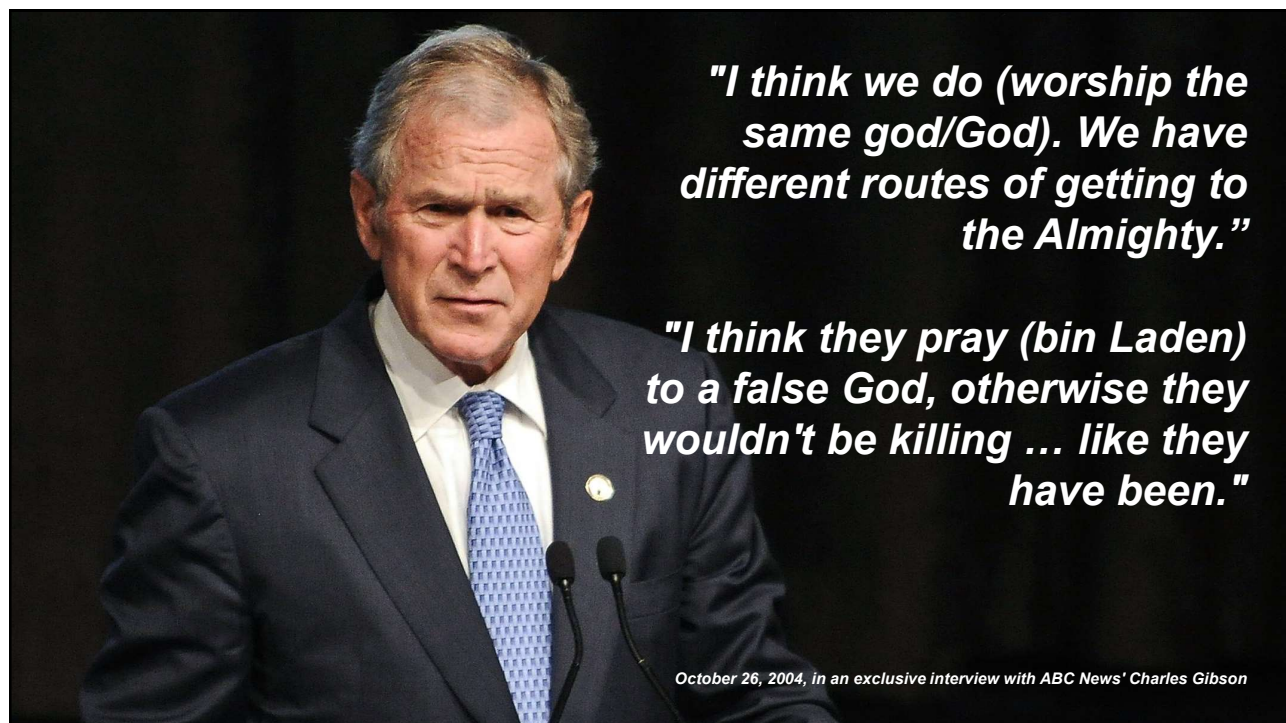 "I think we do (worship the
same god/God). We have
different routes of getting to
the Almighty.”
"I think they pray (bin Laden)
to a false God, otherwise they
wouldn't be killing … like they
have been."
October 26, 2004, in an exclusive interview with ABC News' Charles Gibson